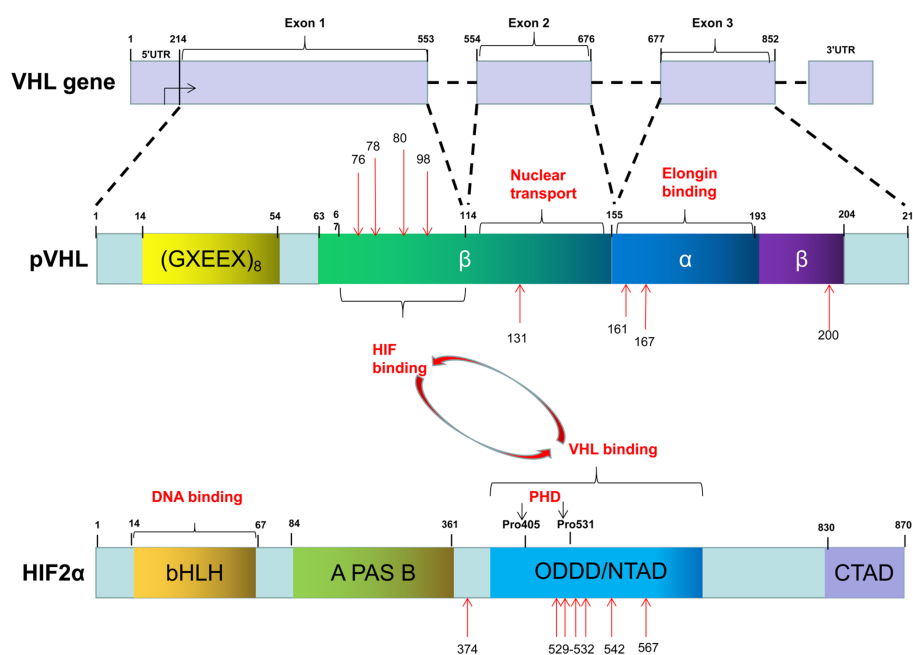 Exon 1
Exon 2
Exon 3
1
214
553
554
676
677
852
5'UTR
3'UTR
VHL gene
76
78
80
98
Nuclear
transport
Elongin
binding
1
14
54
63
6
7
114
155
193
204
21
pVHL
(GXEEX)8
β
α
β
131
161
167
200
HIF
binding
VHL binding
DNA binding
PHD
1
14
67
84
361
Pro405
Pro531
830
870
HIF2α
bHLH
A PAS B
ODDD/NTAD
CTAD
374
529-532
542
567